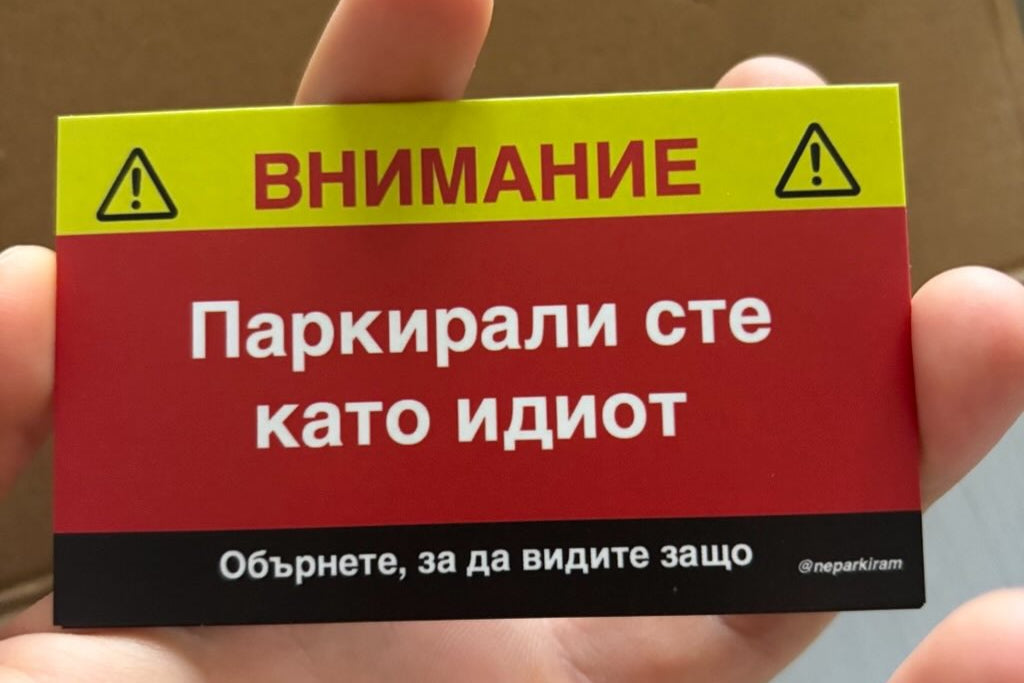 ВНИМАНИЕ
Паркирали сте
като идиот
Обърнете, за да видите защо
@neparkiram